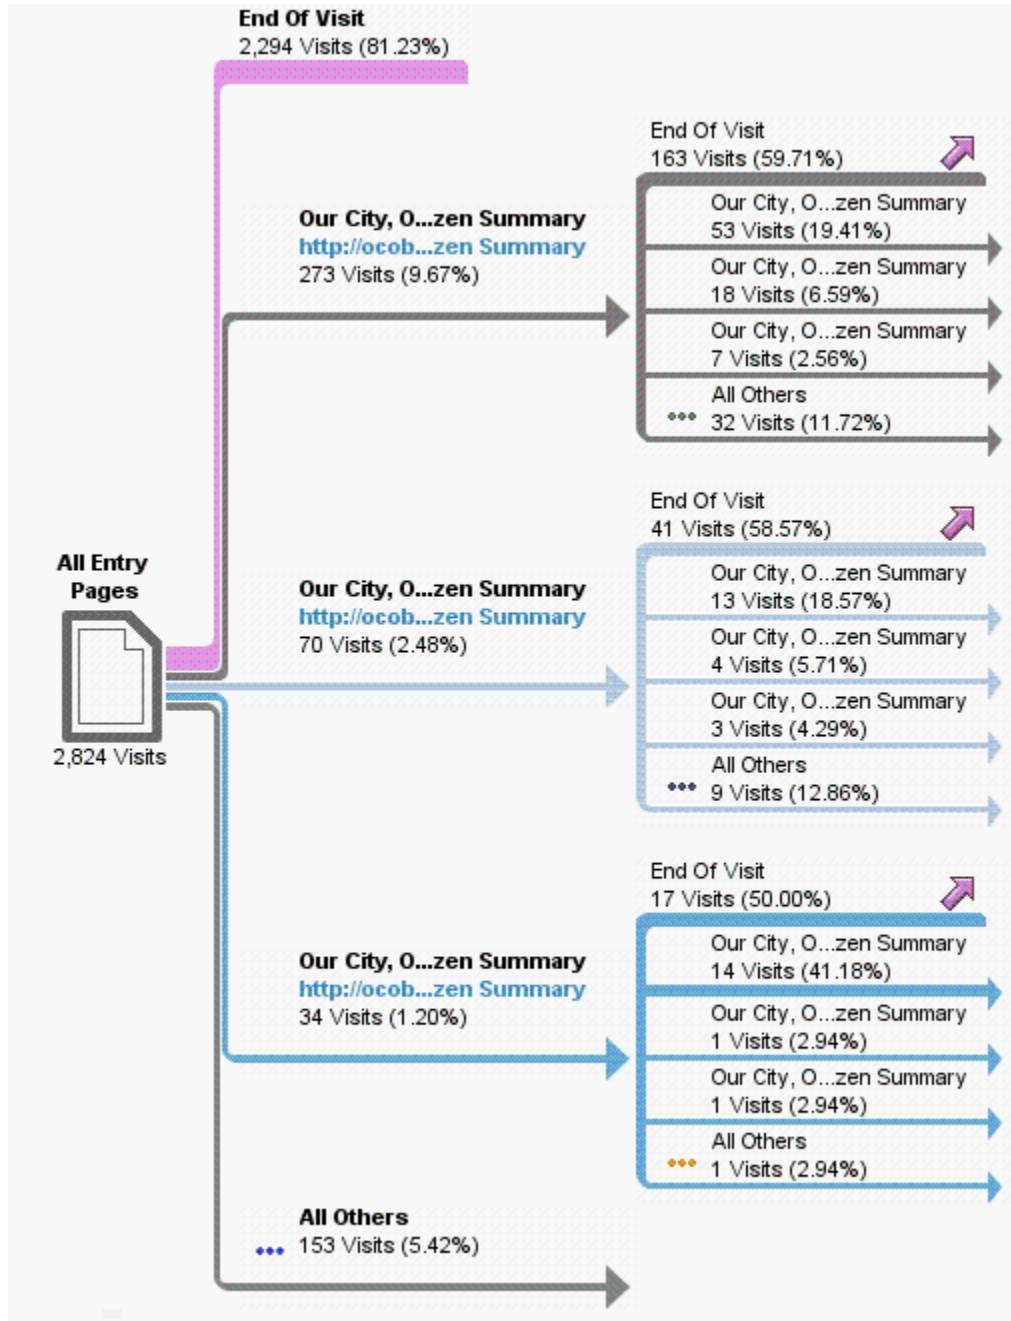 End Of Visit
2,294 Visits (81.23%)
End Of Visit
163 Visits (59.71%)
Our City, O...zen Summary
53 Visits (19.41%)
Our City, O...zen Summary
18 Visits (6.59%)
Our City, O...zen Summary
7 Visits (2.56%)
All Others
32 Visits (11.72%)
Our City, O...zen Summary
http://ocob...zen Summary
273 Visits (9.67%)
End Of Visit
41 Visits (58.57%)
Our City, O...zen Summary
13 Visits (18.57%)
Our City, O...zen Summary
4 Visits (5.71%)
Our City, O...zen Summary
3 Visits (4.29%)
All Others
9 Visits (12.86%)
All Entry
Pages
2,824 Visits
Our City, O...zen Summary
http://ocob...zen Summary
70 Visits (2.48%)
End Of Visit
17 Visits (50.00%)
Our City, O...zen Summary
14 Visits (41.18%)
Our City, O...zen Summary
1 Visits (2.94%)
Our City, O...zen Summary
1 Visits (2.94%)
All Others
1 Visits (2.94%)
Our City, O...zen Summary
http://ocob...zen Summary
34 Visits (1.20%)
All Others
153 Visits (5.42%)